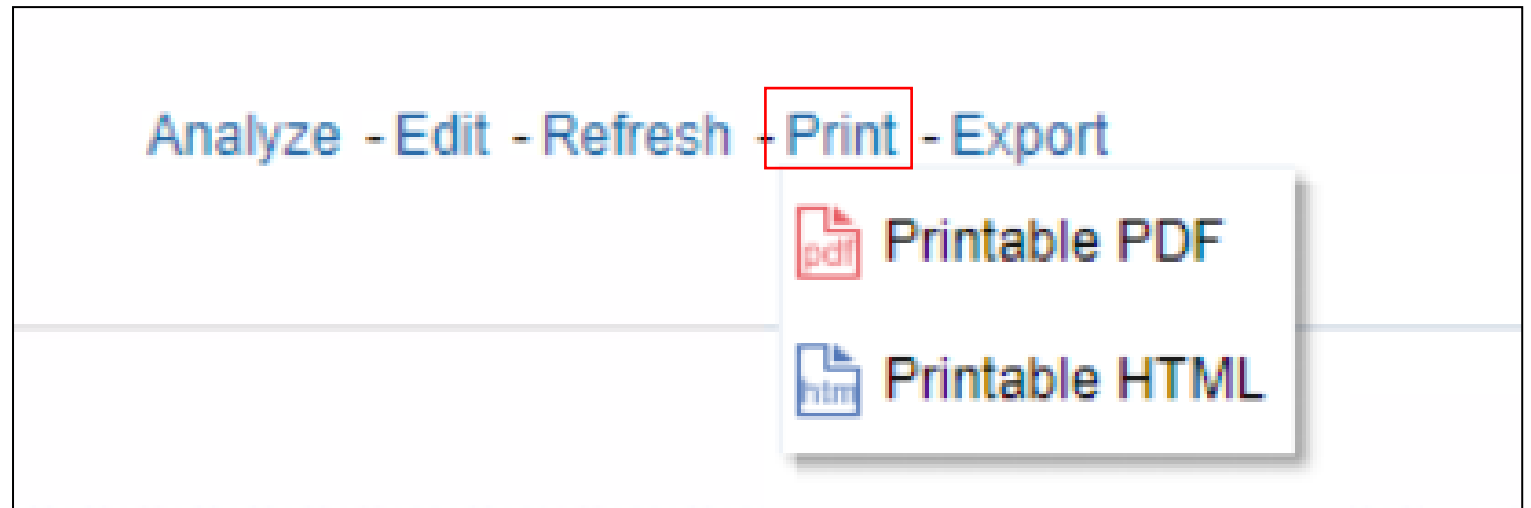 Analyze - Edit - Refresh - Print - Export
pdf Printable PDF
htm Printable HTML